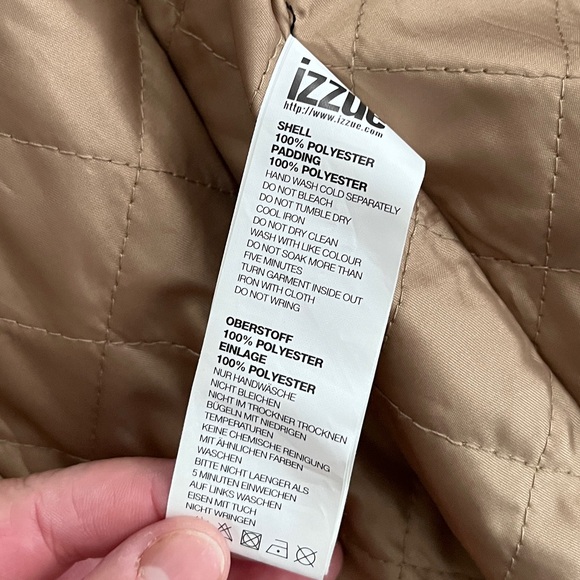 izzue
http://www.izzue.com
SHELL
100% POLYESTER
PADDING
100% POLYESTER
HAND WASH COLD SEPARATELY
DO NOT BLEACH
DO NOT TUMBLE DRY
COOL IRON
DO NOT DRY CLEAN
WASH WITH LIKE COLOUR
DO NOT SOAK MORE THAN
FIVE MINUTES
TURN GARMENT INSIDE OUT
IRON WITH CLOTH
DO NOT WRING
OBERSTOFF
100% POLYESTER
EINLAGE
100% POLYESTER
NUR HANDWÄSCHE
NICHT BLEICHEN
NICHT IM TROCKNER TROCKNEN
BÜGELN MIT NIEDRIGEN
TEMPERATUREN
KEINE CHEMISCHE REINIGUNG
MIT ÄHNLICHEN FARBEN
WASCHEN
BITTE NICHT LAENGER ALS
5 MINUTEN EINWEICHEN
AUF LINKS WASCHEN
EISEN MIT TUCH
NICHT WRINGEN